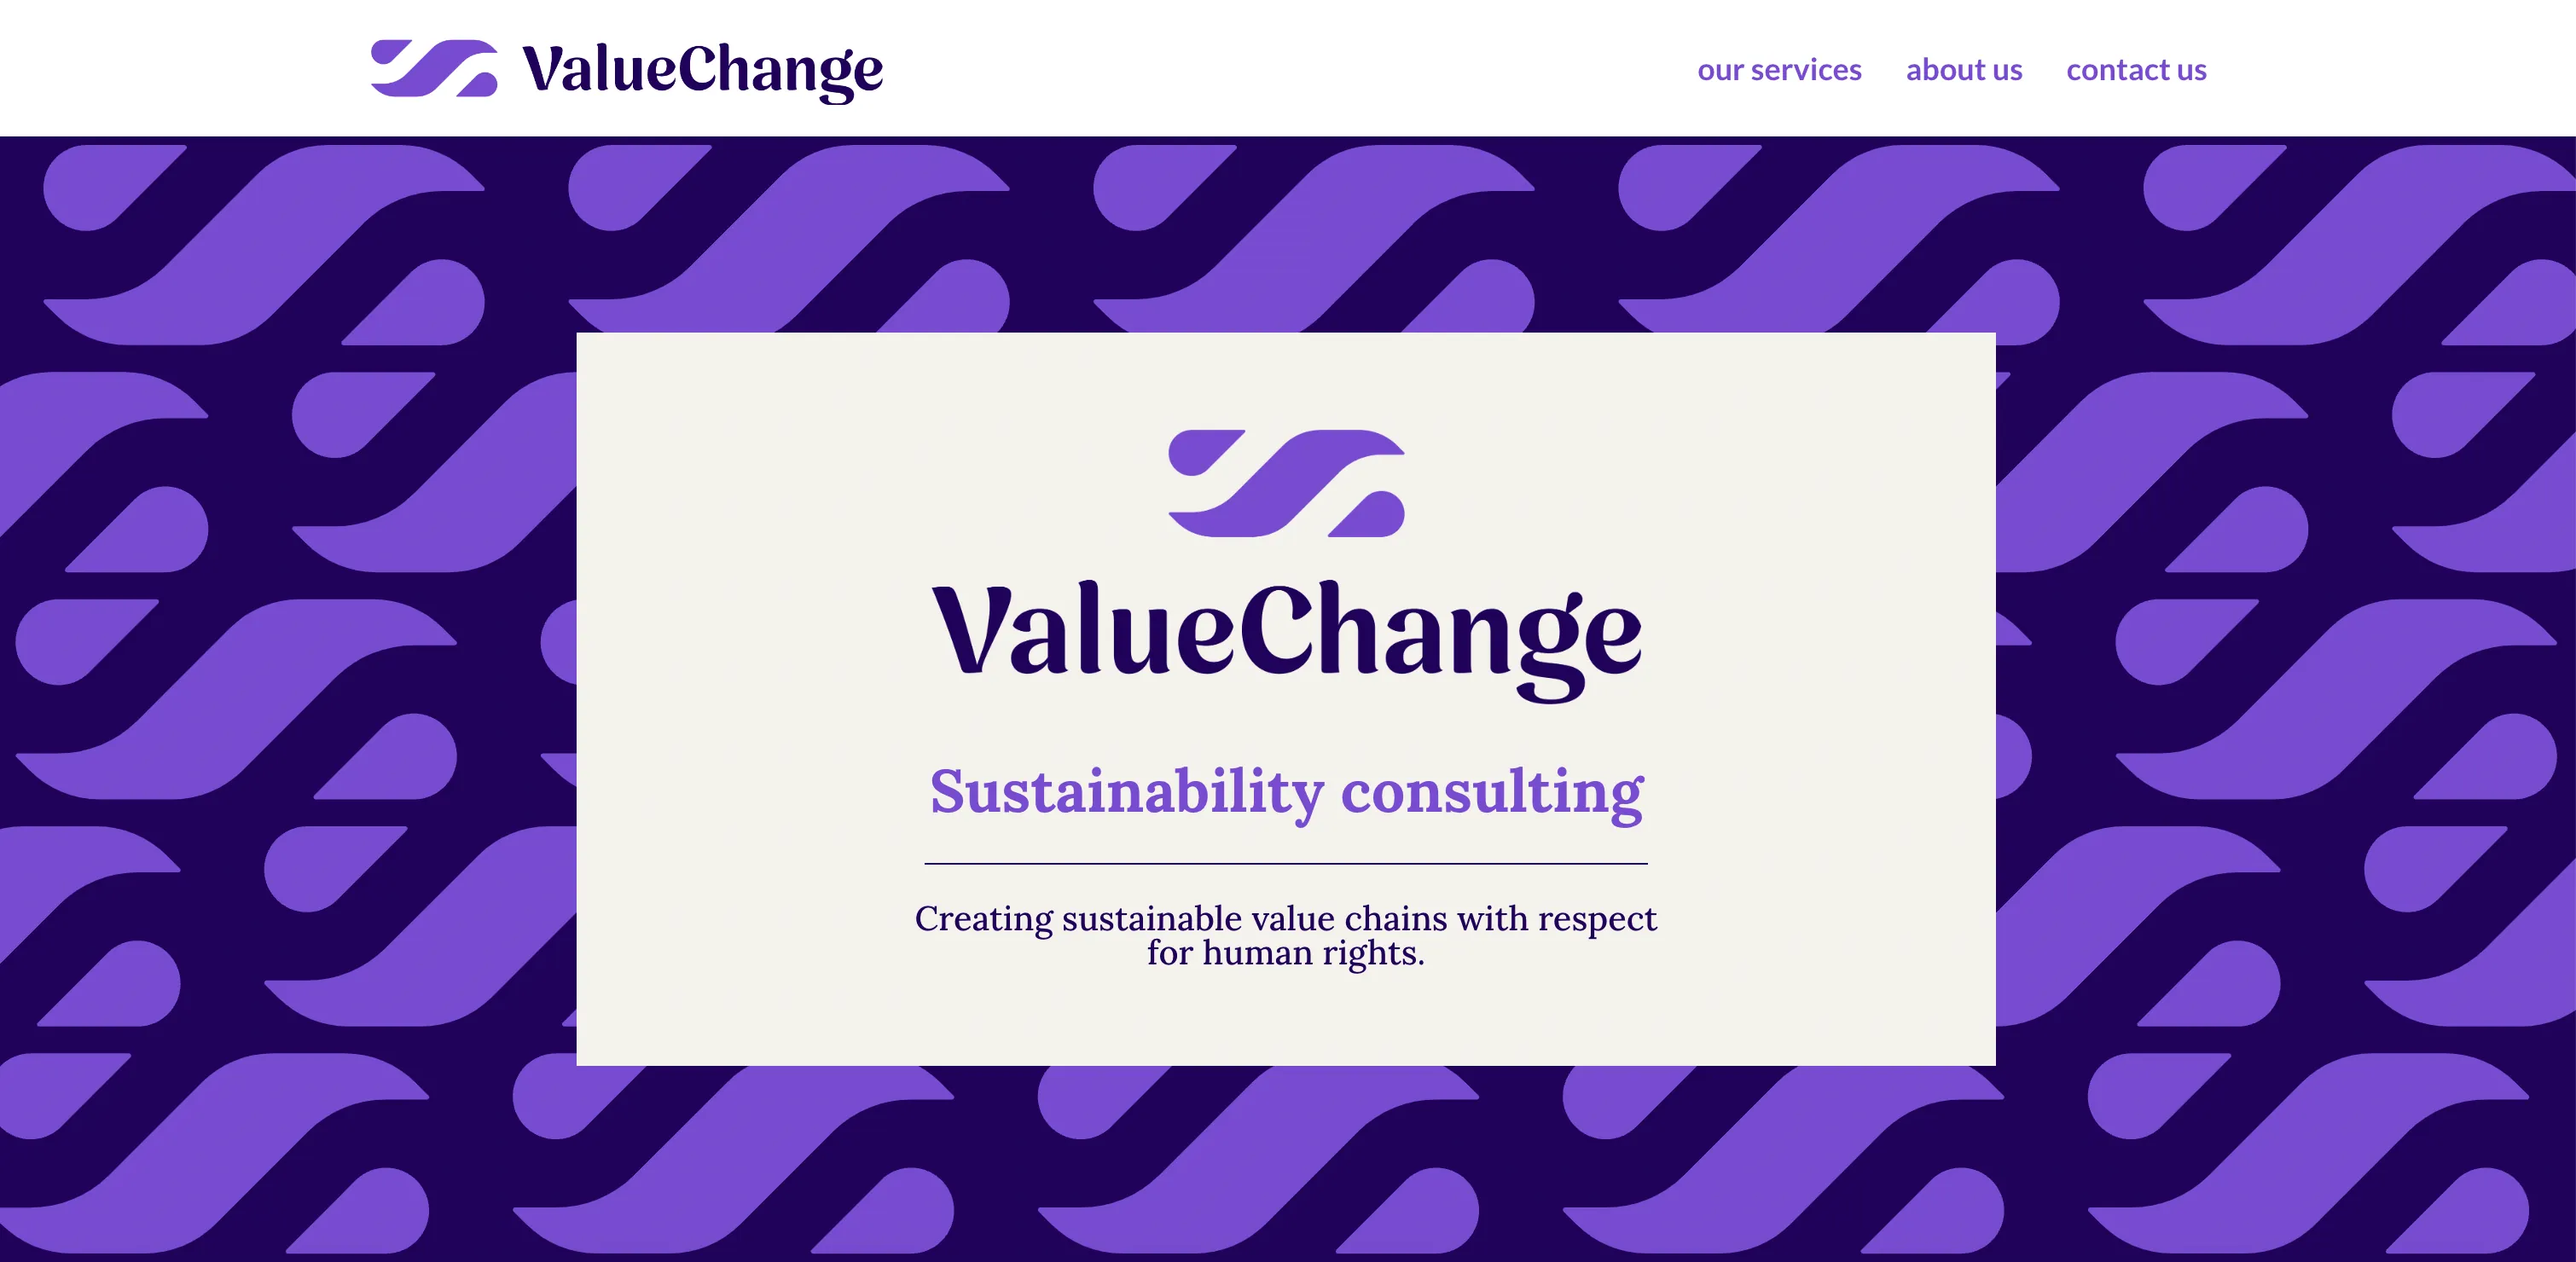 ValueChange
our services
about us
contact us
ValueChange
Sustainability consulting
Creating sustainable value chains with respect
for human rights.